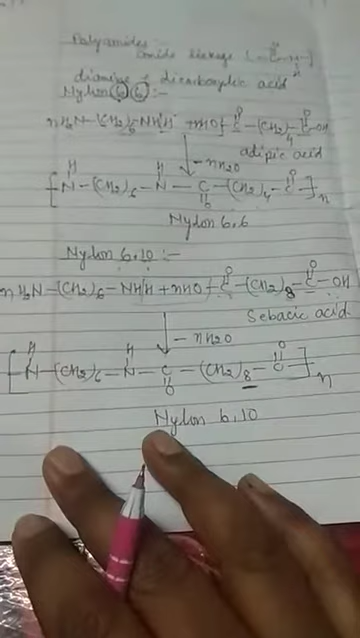 Polyamides :- amide linkage (-C-N-)
O
H
diamine & dicarboxylic acid
Nylon 6 6 :-
nH2N-(CH2)6-NHH + nHO-C-(CH2)4-C-OH
O O
adipic acid
-nH2O
H H O
[N-(CH2)6-N-C-(CH2)4-C]n
O
Nylon 6,6
Nylon 6,10 :-
nH2N-(CH2)6-NHH + nHO-C-(CH2)8-C-OH
O O
Sebacic acid
-nH2O
H H O
[N-(CH2)6-N-C-(CH2)8-C]n
O
Nylon 6,10